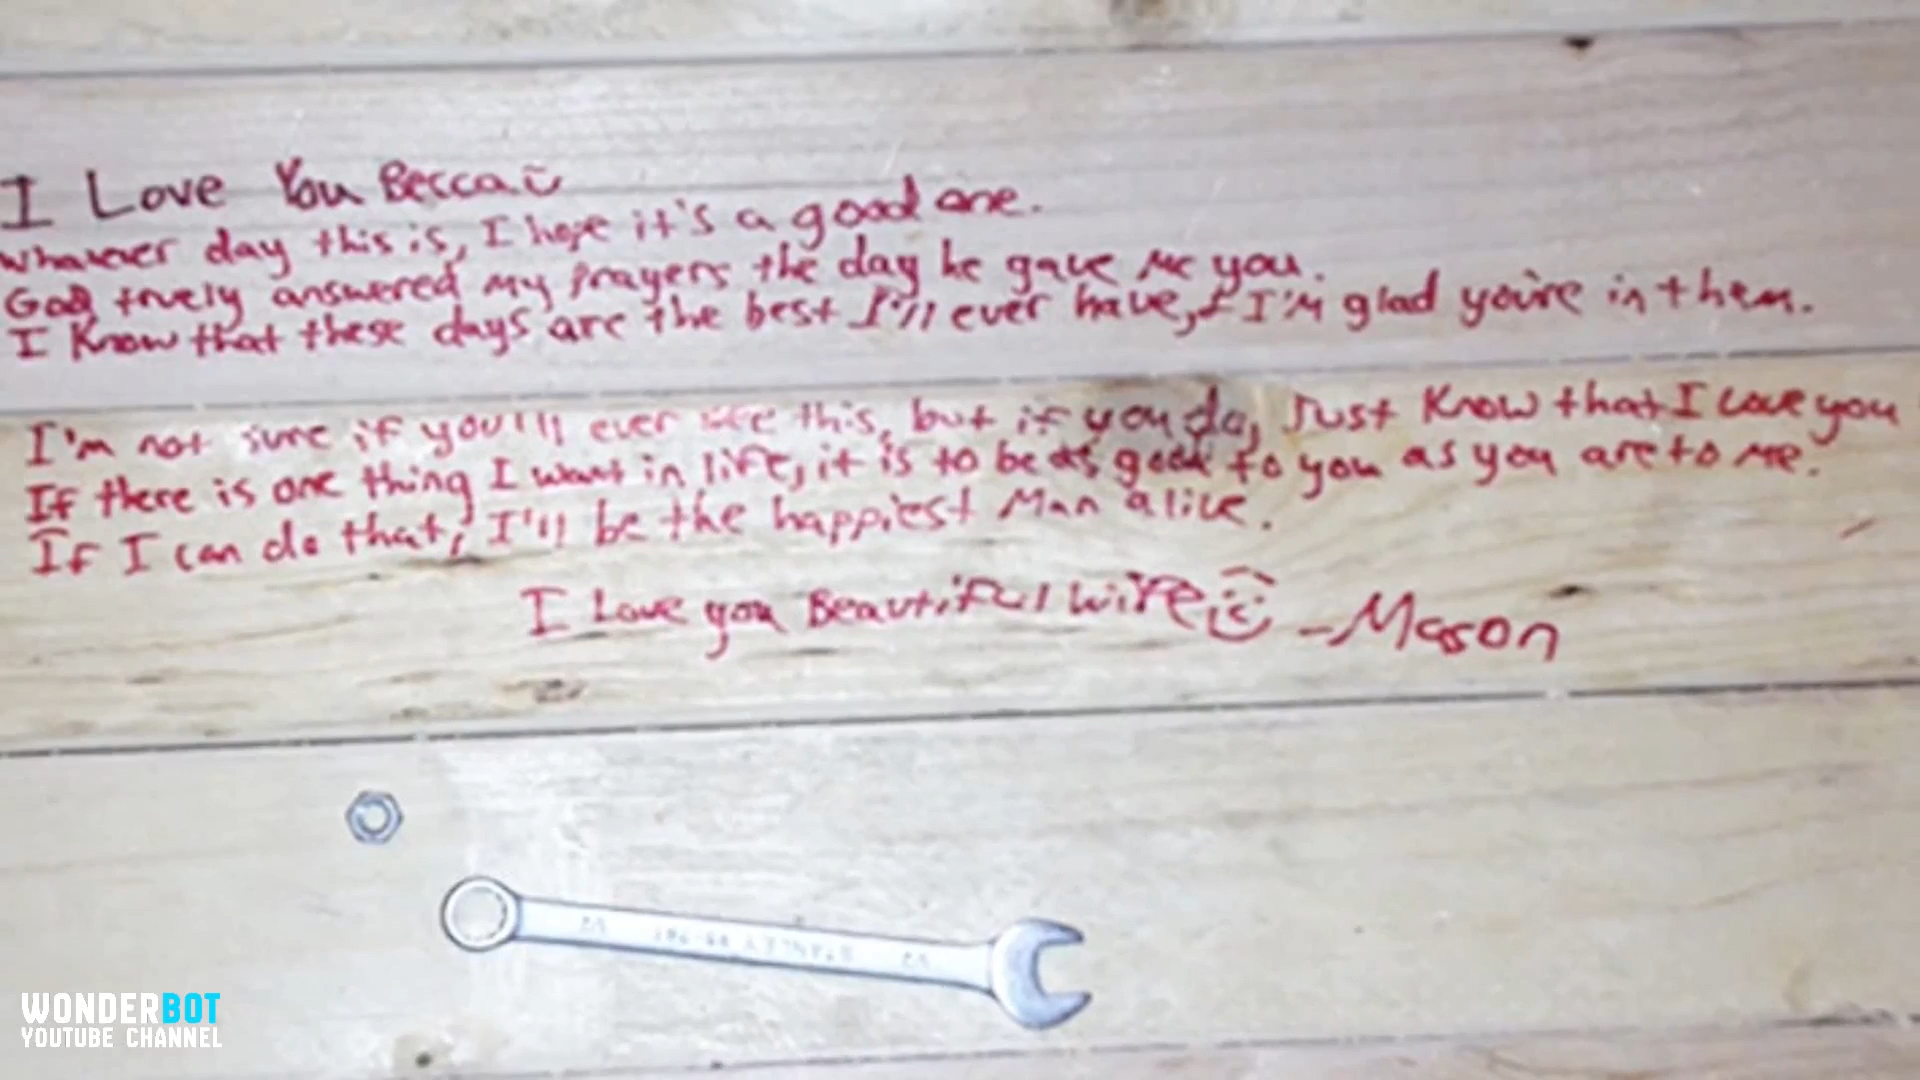 I Love You Becca
whatever day this is, I hope it's a good one.
God truely answered my prayers the day he gave me you.
I Know that these days are the best I'll ever have, & I'm glad you're in them.
I'm not sure if you'll ever see this, but if you do, Just Know that I Love you
If there is one thing I want in life, it is to be as good to you as you are to me.
If I can do that, I'll be the happiest Man alive.
I Love you Beautiful wife -Mason
WONDERBOT
YOUTUBE CHANNEL